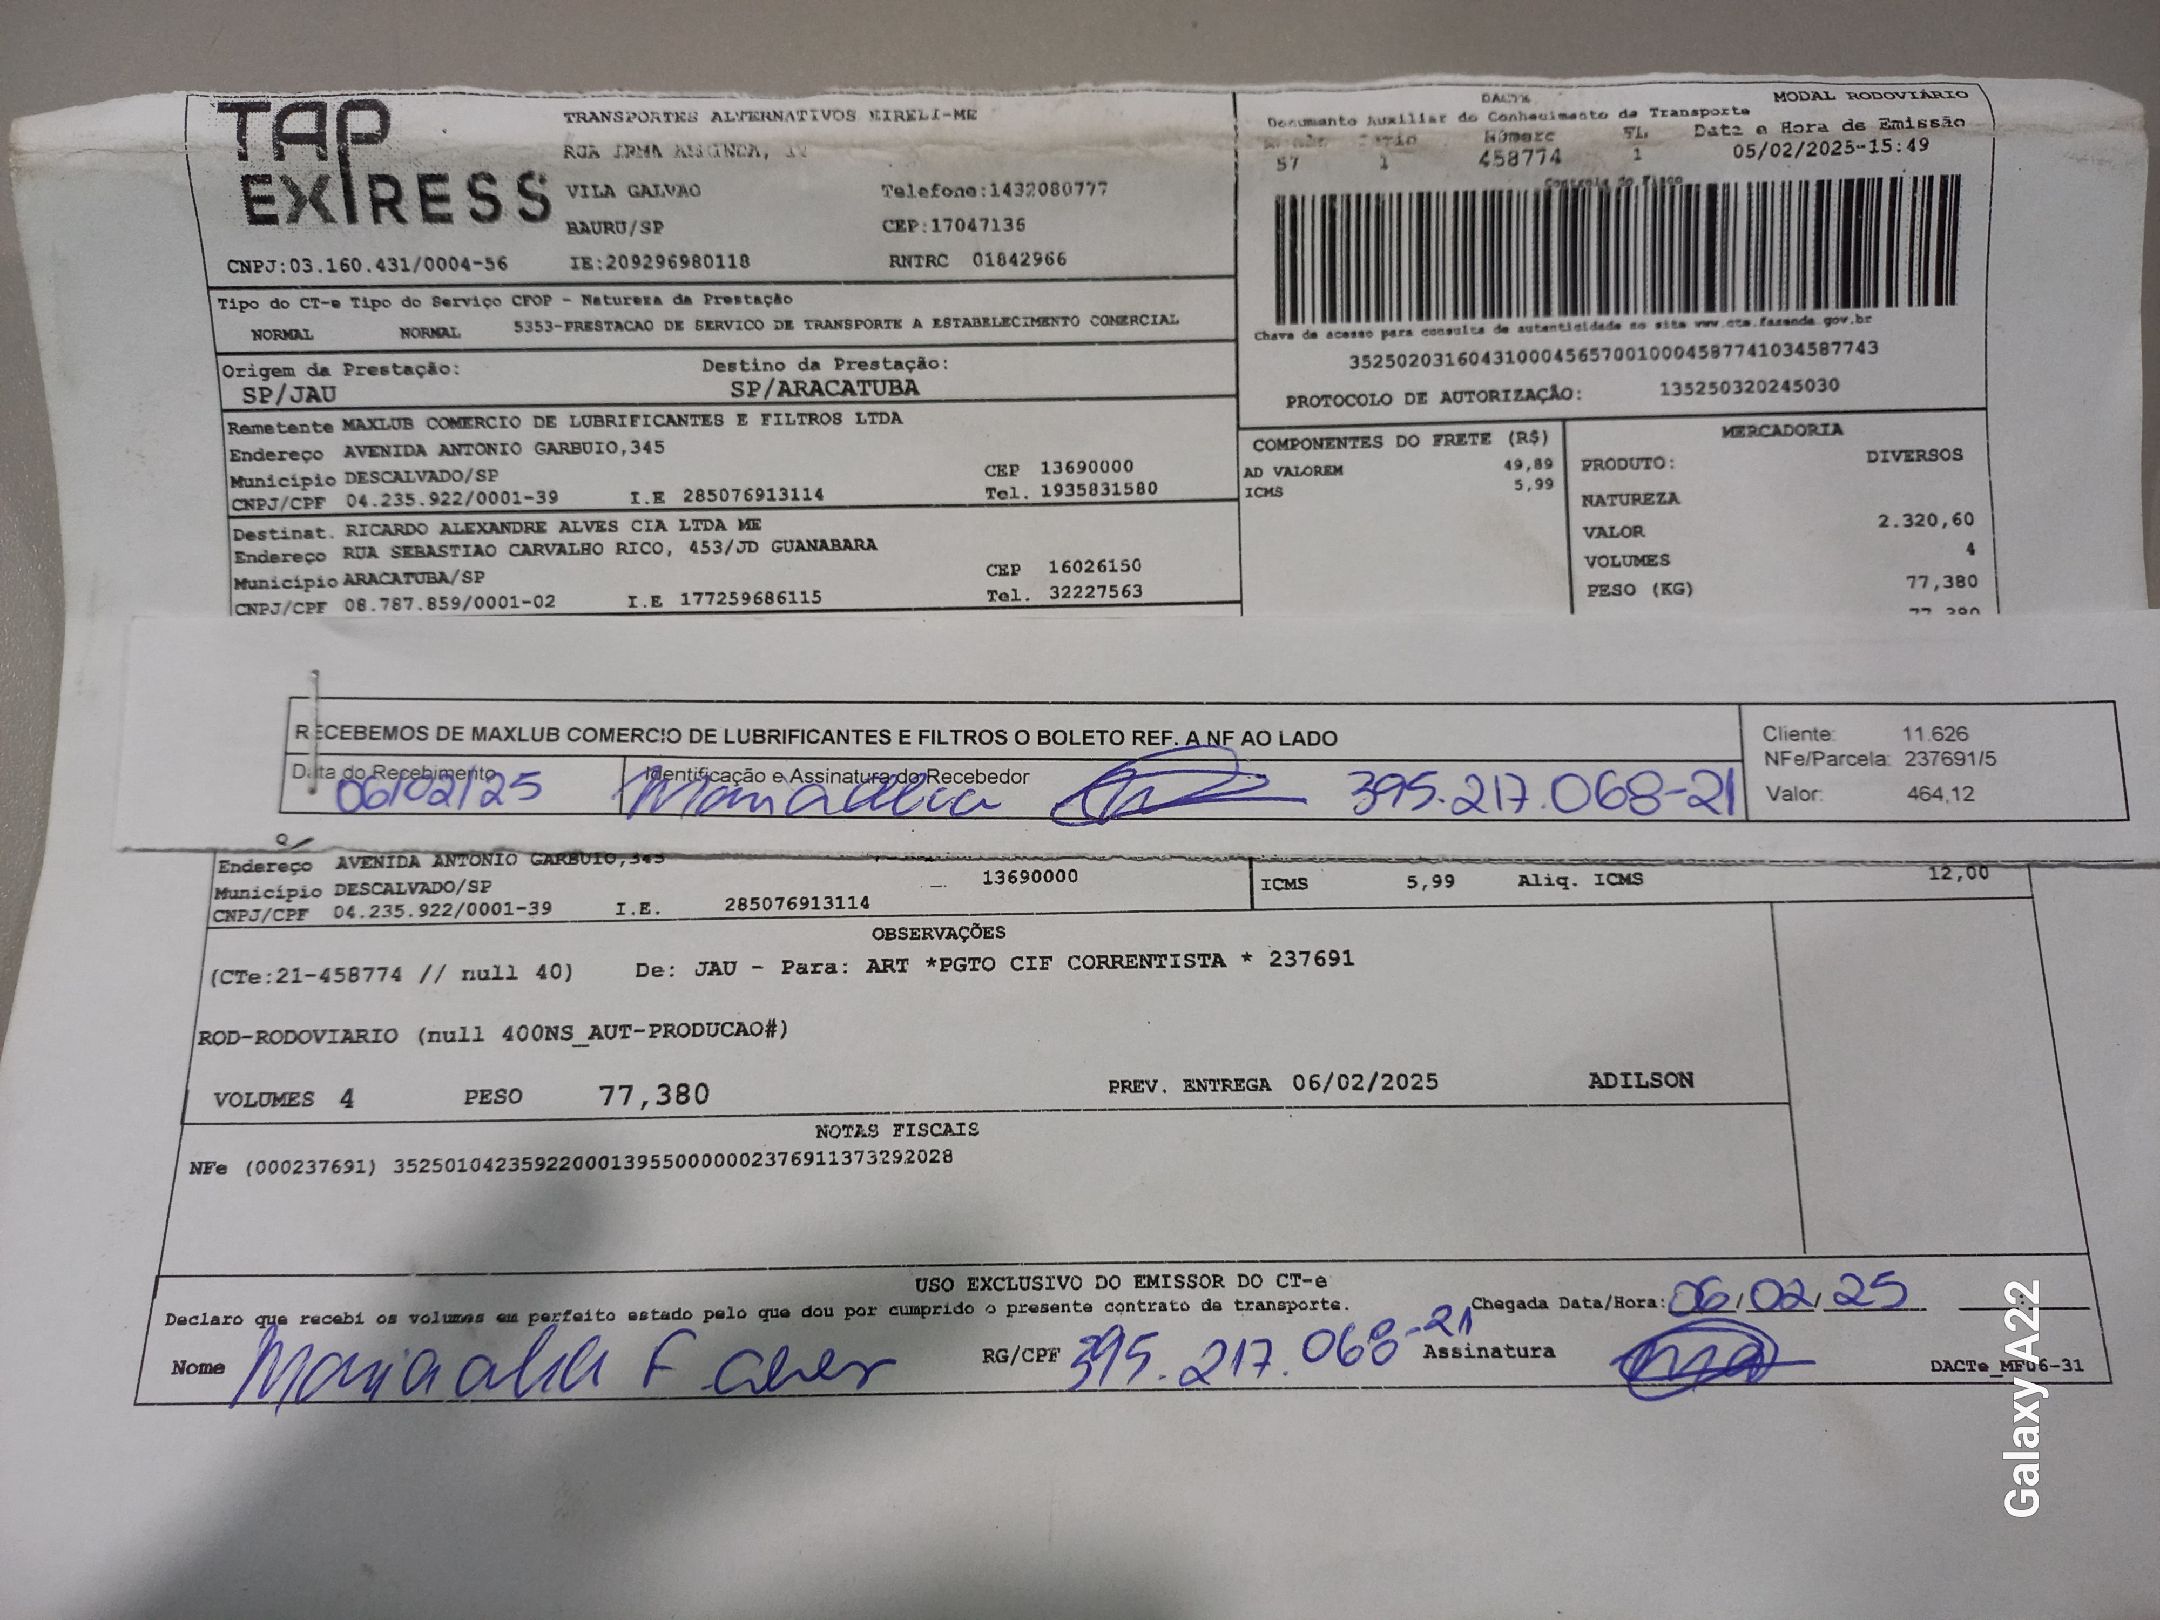 TAP EXPRESS
TRANSPORTES ALTERNATIVOS EIRELI-ME
RUA IRMA
VILA GALVAO Telefone:1432080777
BAURU/SP CEP:17047136
CNPJ:03.160.431/0004-56 IE:209296980118 RNTRC 01842966
DACTE MODAL RODOVIÁRIO
Documento Auxiliar do Conhecimento de Transporte
Número FL. Data e Hora de Emissão
57 1 458774 1 05/02/2025-15:49
Controle do Fisco
Chave de acesso para consulta de autenticidade no site www.cte.fazenda.gov.br
35250203160431000456570010004587741034587743
PROTOCOLO DE AUTORIZAÇÃO: 135250320245030
Tipo do CT-e Tipo do Serviço CFOP - Natureza da Prestação
NORMAL NORMAL 5353-PRESTACAO DE SERVICO DE TRANSPORTE A ESTABELECIMENTO COMERCIAL
Origem da Prestação: Destino da Prestação:
SP/JAU SP/ARACATUBA
Remetente MAXLUB COMERCIO DE LUBRIFICANTES E FILTROS LTDA
Endereço AVENIDA ANTONIO GARBUIO,345
Município DESCALVADO/SP CEP 13690000
CNPJ/CPF 04.235.922/0001-39 I.E 285076913114 Tel. 1935831580
Destinat. RICARDO ALEXANDRE ALVES CIA LTDA ME
Endereço RUA SEBASTIAO CARVALHO RICO, 453/JD GUANABARA
Município ARACATUBA/SP CEP 16026150
CNPJ/CPF 08.787.859/0001-02 I.E 177259686115 Tel. 32227563
COMPONENTES DO FRETE (R$)
AD VALOREM 49,89
ICMS 5,99
MERCADORIA
PRODUTO: DIVERSOS
NATUREZA
VALOR 2.320,60
VOLUMES 4
PESO (KG) 77,380
77,380
RECEBEMOS DE MAXLUB COMERCIO DE LUBRIFICANTES E FILTROS O BOLETO REF. A NF AO LADO
Data do Recebimento Identificação e Assinatura do Recebedor
06/02/25 Maria 395.217.068-21
Cliente: 11.626
NFe/Parcela: 237691/5
Valor: 464,12
Endereço AVENIDA ANTONIO GARBUIO,345
Município DESCALVADO/SP 13690000
CNPJ/CPF 04.235.922/0001-39 I.E. 285076913114
ICMS 5,99 Aliq. ICMS 12,00
OBSERVAÇÕES
(CTe:21-458774 // null 40) De: JAU - Para: ART *PGTO CIF CORRENTISTA * 237691
ROD-RODOVIARIO (null 400NS_AUT-PRODUCAO#)
VOLUMES 4 PESO 77,380 PREV. ENTREGA 06/02/2025 ADILSON
NOTAS FISCAIS
NFe (000237691) 35250104235922000139550000002376911373292028
USO EXCLUSIVO DO EMISSOR DO CT-e
Declaro que recebi os volumes em perfeito estado pelo que dou por cumprido o presente contrato de transporte. Chegada Data/Hora: 06/02/25 :
Nome Maria F RG/CPF 395.217.068-21 Assinatura DACTe_MF06-31
Galaxy A22